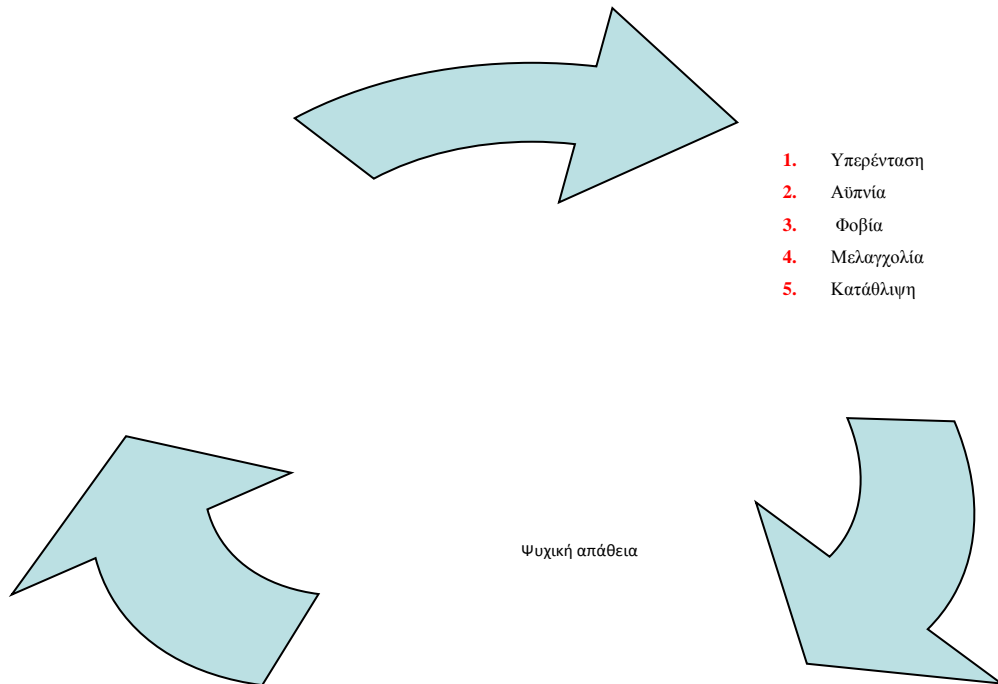 1. Υπερένταση
2. Αϋπνία
3. Φοβία
4. Μελαγχολία
5. Κατάθλιψη
Ψυχική απάθεια